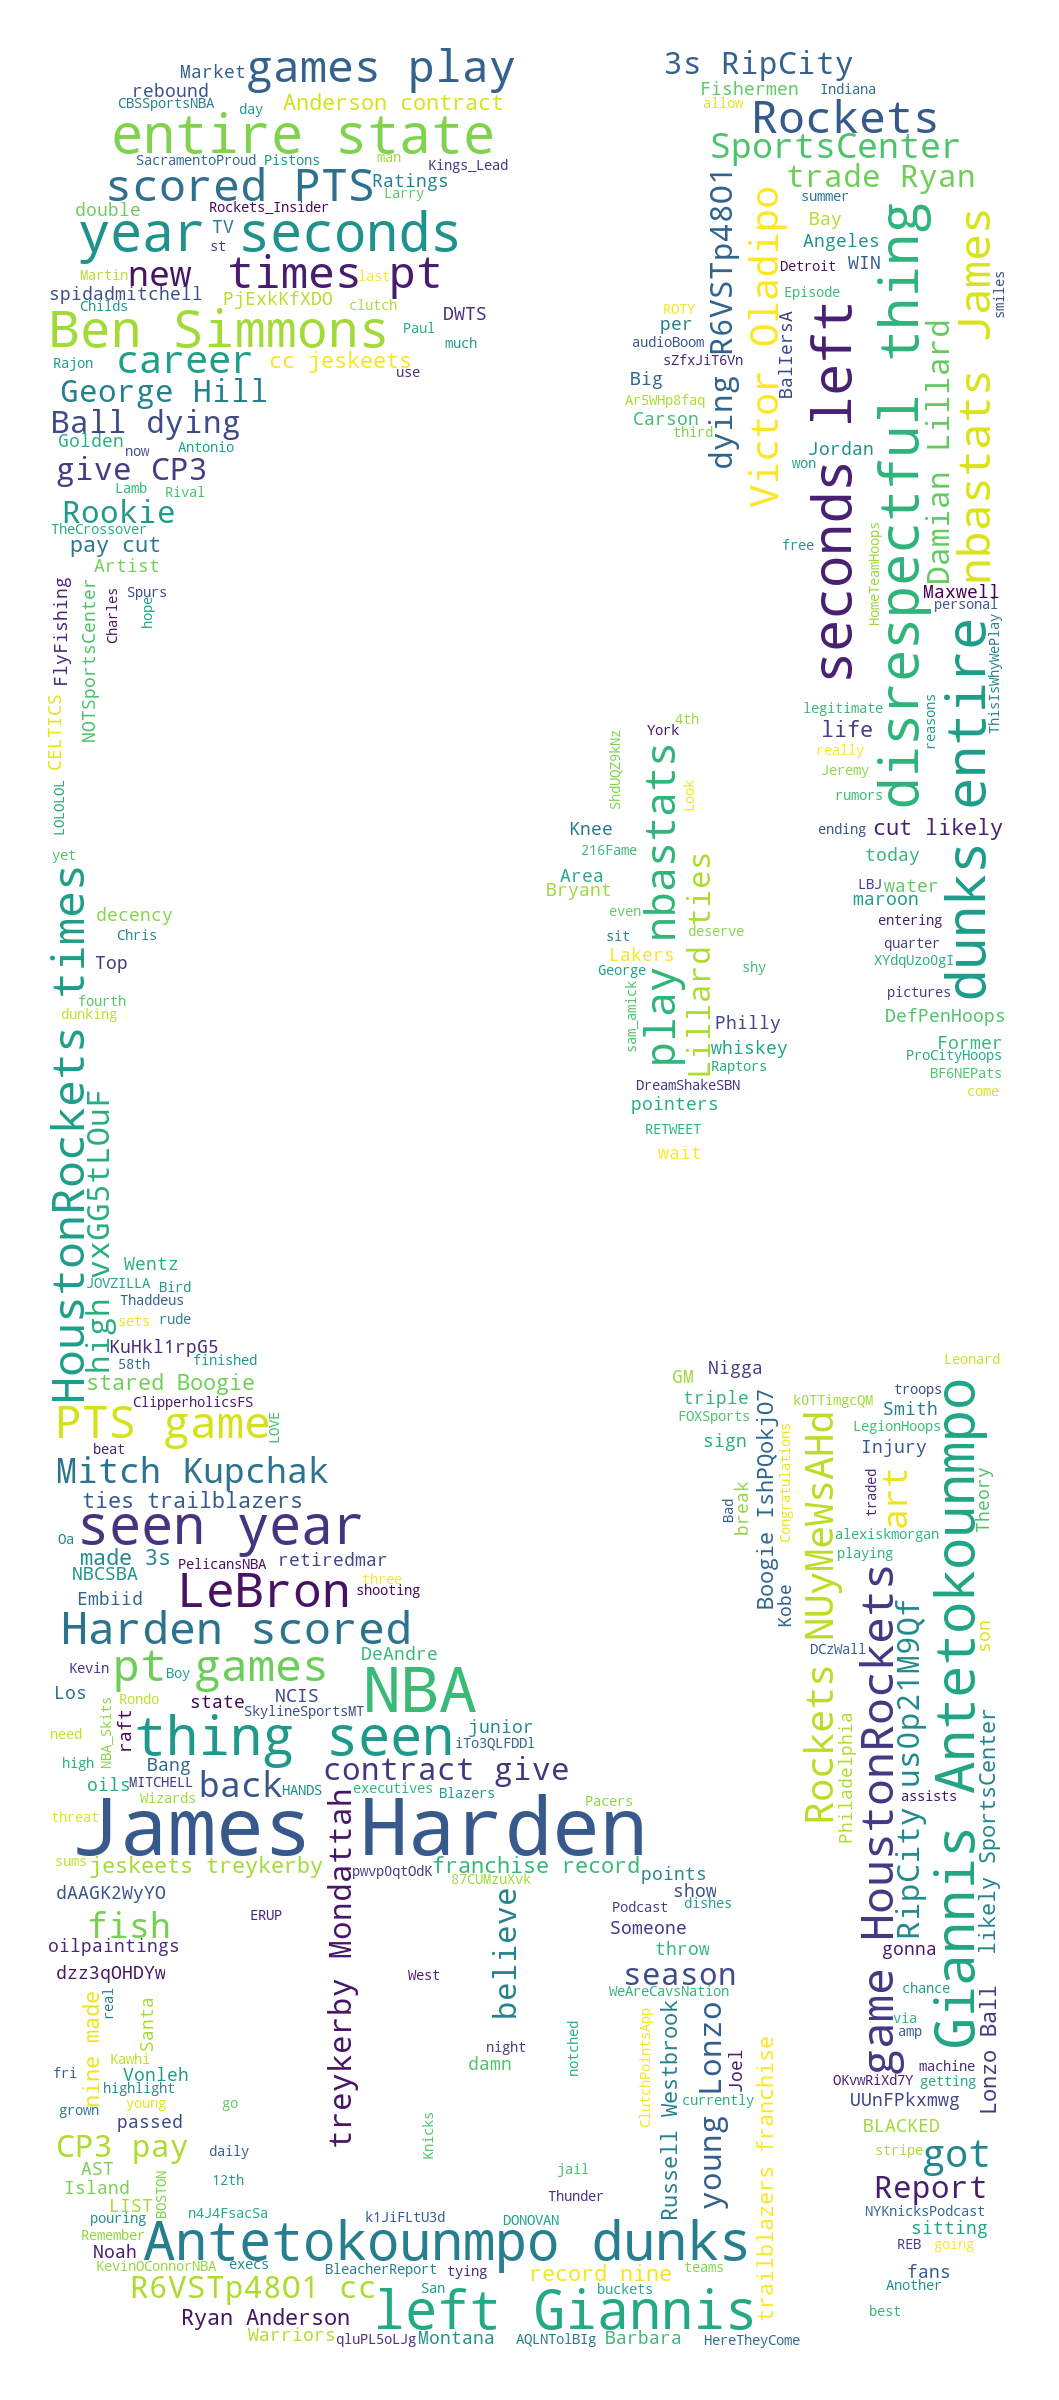 games play
Market
rebound
CBSSportsNBA
day
Anderson contract
entire state
SacramentoProud
Pistons
man
Kings_Lead
scored PTS
Ratings
Larry
double
Rockets_Insider
TV
year
seconds
st
Martin
new
times pt
last
spidadmitchell
Childs
PjExkKfXDO
clutch
DWTS
Ben Simmons
Paul
much
Rajon
career
cc jeskeets
use
George Hill
Ball dying
Golden
now
Antonio
give CP3
Lamb
Rival
Rookie
TheCrossover
pay cut
Artist
FlyFishing
NOTSportsCenter
Charles
Spurs
hope
CELTICS
LOLOLOL
yet
HoustonRockets times
decency
Chris
Top
fourth
dunking
high vxGG5tLOuF
Wentz
JOVZILLA
Bird
Thaddeus
sets
rude
KuHkl1rpG5
58th
finished
stared Boogie
ClipperholicsFS
PTS game
LOVE
beat
3s RipCity
Fishermen
Indiana
allow
Rockets
SportsCenter
trade Ryan
dying R6VSTp48O1
Victor Oladipo
summer
Bay
Angeles
Detroit
WIN
Episode
ROTY
per
audioBoom
sZfxJiT6Vn
BalIersA
Big
Ar5WHp8faq
Carson
third
seconds left
disrespectful thing
Damian Lillard
nbastats James
smiles
Jordan
won
free
HomeTeamHoops
Maxwell
personal
ThisIsWhyWePlay
dunks entire
legitimate
life
reasons
really
Jeremy
rumors
ending
cut likely
today
LBJ
water
maroon
entering
quarter
XYdqUzo0gI
pictures
DefPenHoops
Former
ProCityHoops
BF6NEPats
come
4th
York
ShdUQZ9kNz
play nbastats
Look
Knee
216Fame
Area
Bryant
Lillard ties
even
deserve
sit
Lakers
George
shy
sam_amick
Philly
whiskey
Raptors
DreamShakeSBN
pointers
RETWEET
wait
Leonard
Nigga
GM
triple
FOXSports
sign
Boogie IshPQokjO7
Congratulations
k0TTimgcQM
troops
Smith
LegionHoops
Injury
NUyMeWsAHd
traded
art
Giannis Antetokounmpo
Theory
Bad
break
alexiskmorgan
playing
Kobe
HoustonRockets
RipCity usOp21M9Qf
son
DCzWall
Rockets
Philadelphia
likely SportsCenter
assists
Mitch Kupchak
ties trailblazers
seen year
Oa
made 3s
PelicansNBA
retiredmar
NBCSBA
LeBron
three
shooting
Embiid
Harden scored
DeAndre
pt
games
Kevin
Boy
NBA
Los
Rondo
state
NCIS
SkylineSportsMT
need
NBA_Skits
raft
thing seen
junior
iTo3QLFDDl
high
Bang
contract give
oils
MITCHELL
Wizards
back
HANDS
executives
Blazers
Pacers
threat
James Harden
treykerby Mondattah
sums
jeskeets treykerby
pwvp0qtOdK
franchise record
87CUMzuXvk
points
show
dAAGK2WyYO
fish
ERUP
believe
Podcast
dishes
Someone
oilpaintings
throw
dzz3qOHDYw
West
season
WeAreCavsNation
gonna
game
chance
via
amp
Lonzo Ball
machine
OKvwRiXd7Y
getting
UUnFPkxmwg
BLACKED
stripe
got
Report
NYKnicksPodcast
sitting
REB
going
fans
Another
best
nine made
real
Santa
Kawhi
fri
Vonleh
highlight
young
go
grown
passed
night
damn
notched
ClutchPointsApp
Russell Westbrook
young Lonzo
Joel
currently
trailblazers franchise
CP3 pay
daily
Knicks
AST
Island
12th
jail
Thunder
LIST
BOSTON
pouring
n4J4FsacSa
k1JiFLtU3d
DONOVAN
Remember
Noah
Antetokounmpo dunks
KevinOConnorNBA
execs
BleacherReport
tying
record nine
teams
R6VSTp48O1 cc
San
buckets
Ryan Anderson
left Giannis
Warriors
qluPL5oLJg
Montana
AQLNTolBIg
Barbara
HereTheyCome